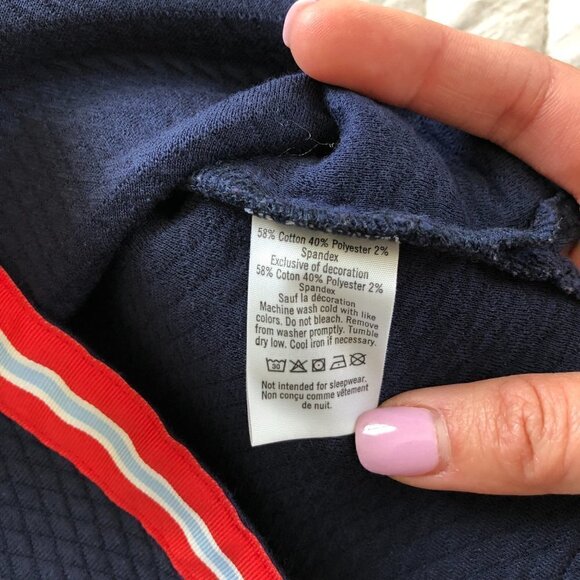 58% Cotton 40% Polyester 2%
Spandex
Exclusive of decoration
58% Coton 40% Polyester 2%
Spandex
Sauf la décoration
Machine wash cold with like
colors. Do not bleach. Remove
from washer promptly. Tumble
dry low. Cool iron if necessary.
30
Not intended for sleepwear.
Non conçu comme vêtement
de nuit.